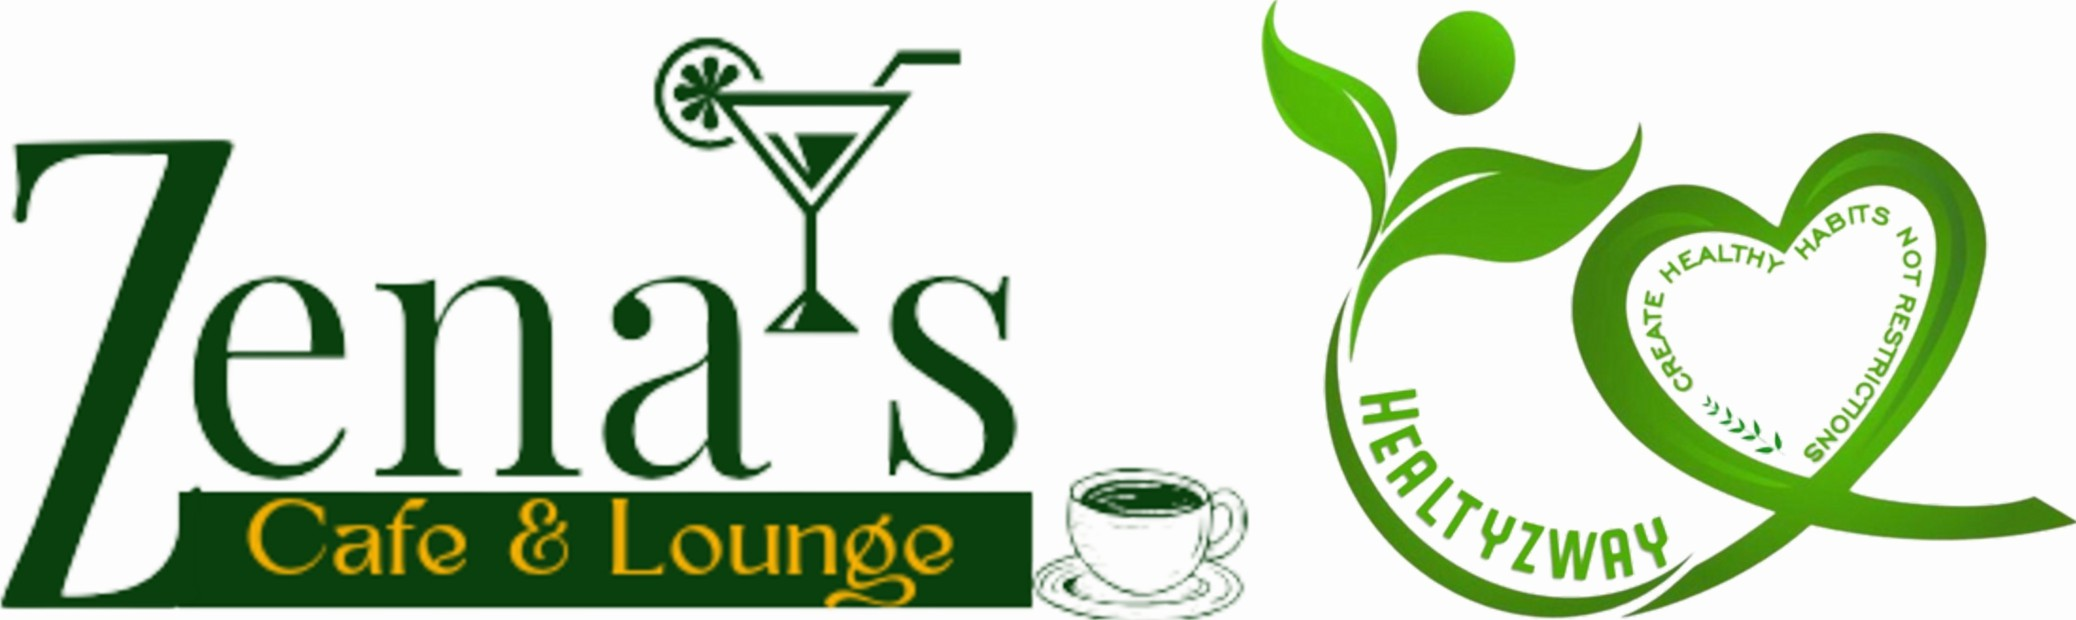 Zena's
Cafe & Lounge
CREATE HEALTHY HABITS NOT RESTRICTIONS
HEALTYZWAY